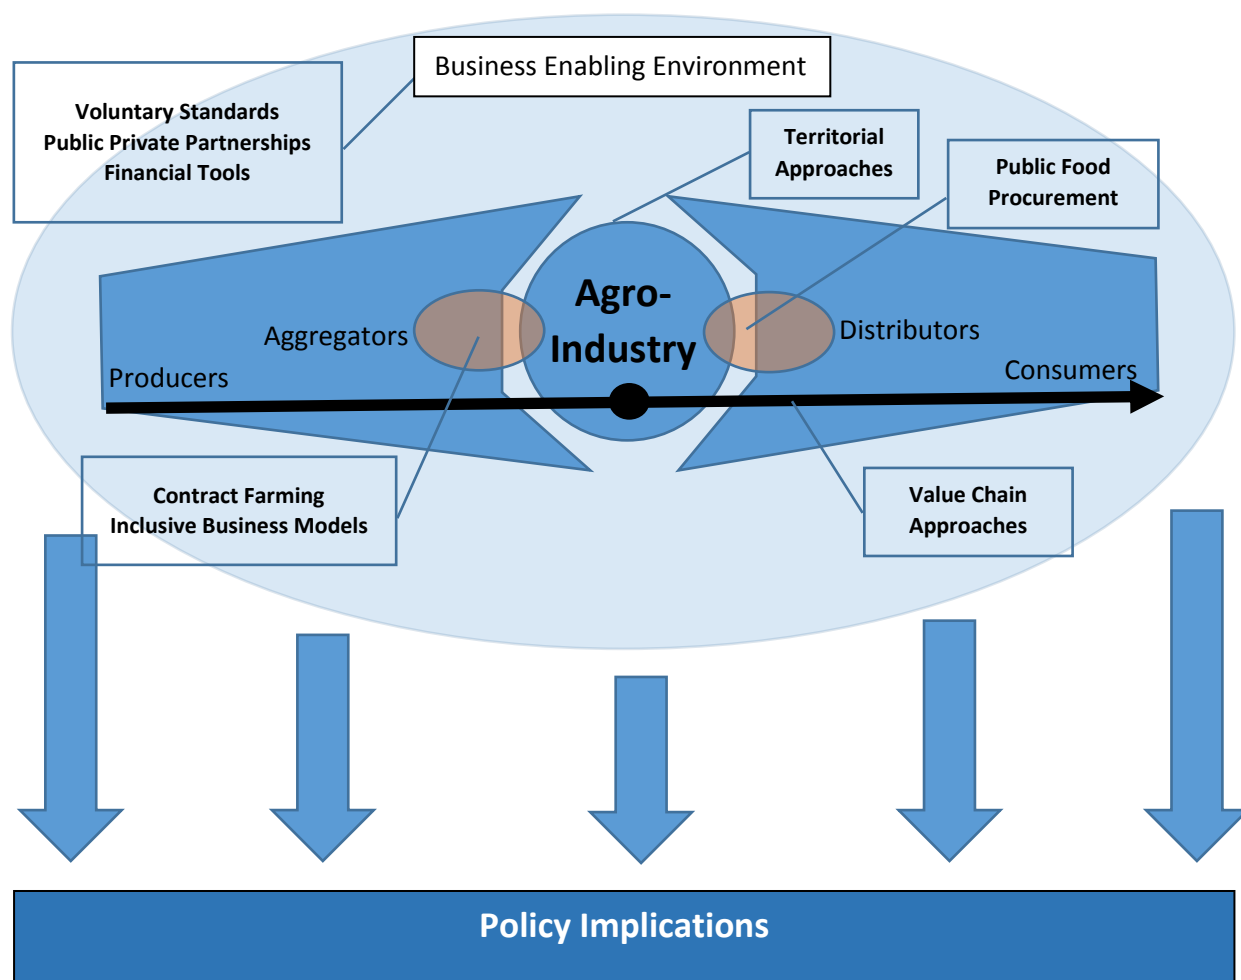 Business Enabling Environment
Voluntary Standards
Public Private Partnerships
Financial Tools
Territorial
Approaches
Public Food
Procurement
Agro-
Industry
Aggregators
Distributors
Producers
Consumers
Contract Farming
Inclusive Business Models
Value Chain
Approaches
Policy Implications